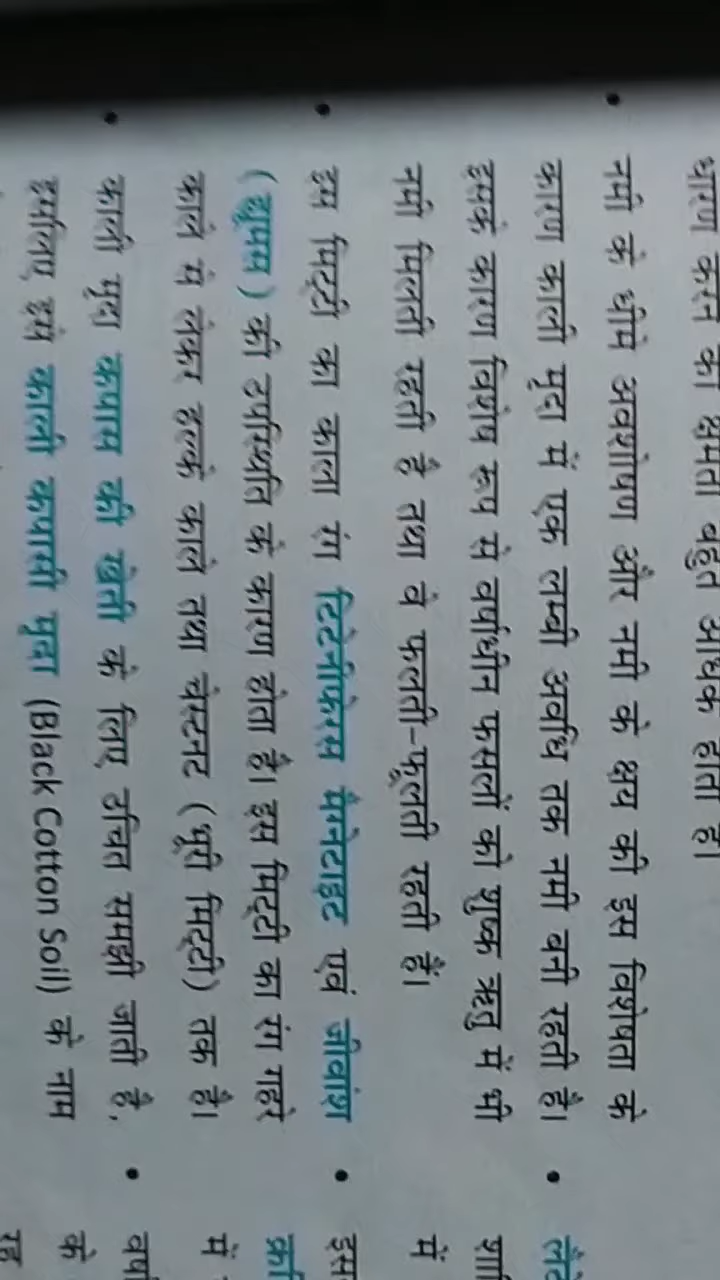 धारण करने की क्षमता बहुत अधिक होती है।
• नमी के धीमे अवशोषण और नमी के क्षय की इस विशेषता के
कारण काली मृदा में एक लम्बी अवधि तक नमी बनी रहती है।
इसके कारण विशेष रूप से वर्षाधीन फसलों को शुष्क ऋतु में भी
नमी मिलती रहती है तथा वे फलती-फूलती रहती हैं।
• इस मिट्टी का काला रंग टिटेनीफेरस मैग्नेटाइट एवं जीवांश
(ह्यूमस) की उपस्थिति के कारण होता है। इस मिट्टी का रंग गहरे
काले से लेकर हल्के काले तथा चेस्टनट (भूरी मिट्टी) तक है।
• काली मृदा कपास की खेती के लिए उचित समझी जाती है,
इसलिए इसे काली कपासी मृदा (Black Cotton Soil) के नाम
•
में
• इस
में
•
के